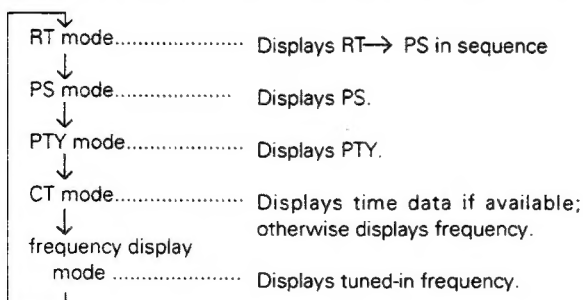 RT mode........................ Displays RT→ PS in sequence
PS mode........................ Displays PS.
PTY mode...................... Displays PTY.
CT mode....................... Displays time data if available;
otherwise displays frequency.
frequency display
mode .................... Displays tuned-in frequency.